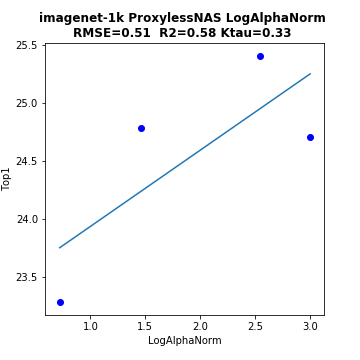 imagenet-1k ProxylessNAS LogAlphaNorm
RMSE=0.51 R2=0.58 Ktau=0.33
25.5
25.0
24.5
24.0
23.5
Top1
1.0 1.5 2.0 2.5 3.0
LogAlphaNorm